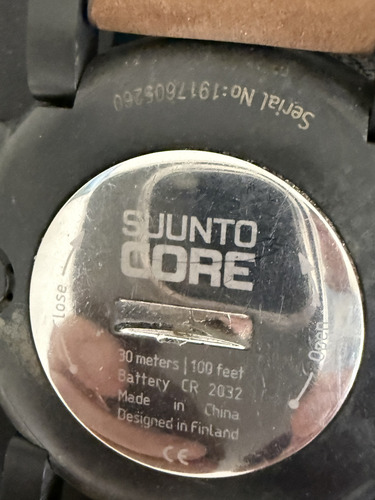 Serial No:1917605260
SUUNTO
CORE
Close
Open
30 meters | 100 feet
Battery CR 2032
Made in China
Designed in Finland
CE